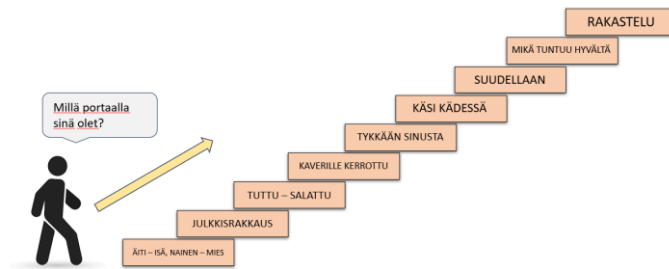 RAKASTELU
MIKÄ TUNTUU HYVÄLTÄ
SUUDELLAAN
KÄSI KÄDESSÄ
TYKKÄÄN SINUSTA
KAVERILLE KERROTTU
TUTTU – SALATTU
JULKKISRAKKAUS
ÄITI – ISÄ, NAINEN – MIES
Millä portaalla
sinä olet?